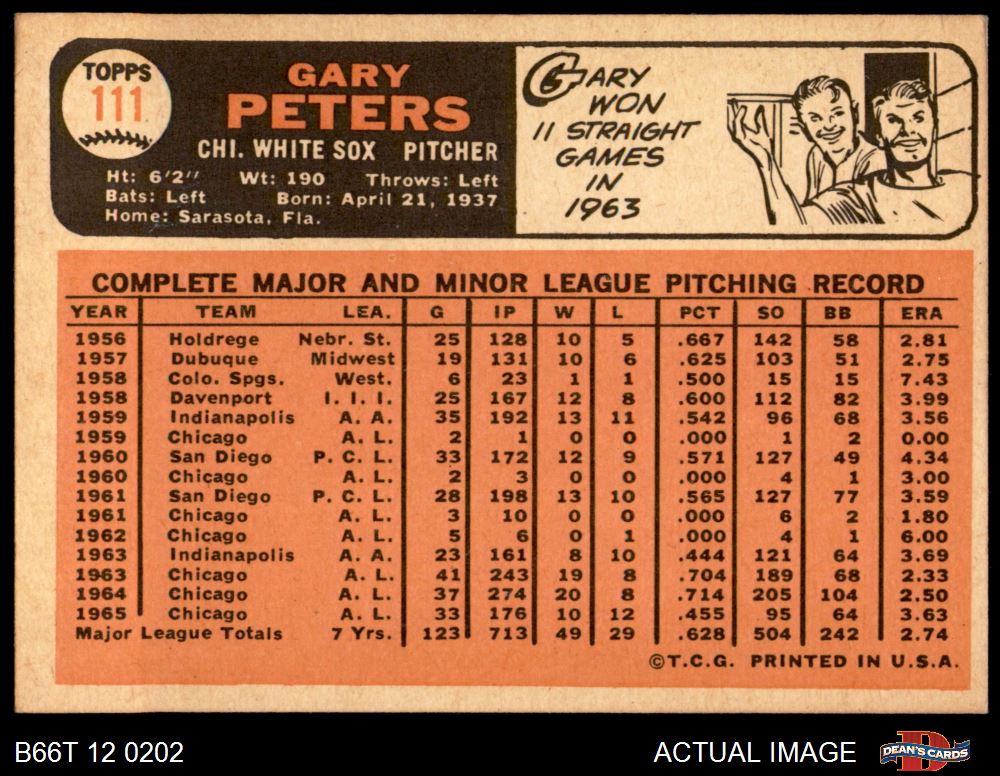 TOPPS
111
GARY
PETERS
CHI. WHITE SOX PITCHER
Ht: 6'2" Wt: 190 Throws: Left
Bats: Left Born: April 21, 1937
Home: Sarasota, Fla.
GARY
WON
11 STRAIGHT
GAMES
IN
1963
COMPLETE MAJOR AND MINOR LEAGUE PITCHING RECORD
YEAR TEAM LEA. G IP W L PCT SO BB ERA
1956 Holdrege Nebr. St. 25 128 10 5 .667 142 58 2.81
1957 Dubuque Midwest 19 131 10 6 .625 103 51 2.75
1958 Colo. Spgs. West. 6 23 1 1 .500 15 15 7.43
1958 Davenport I. I. I. 25 167 12 8 .600 112 82 3.99
1959 Indianapolis A. A. 35 192 13 11 .542 96 68 3.56
1959 Chicago A. L. 2 1 0 0 .000 1 2 0.00
1960 San Diego P. C. L. 33 172 12 9 .571 127 49 4.34
1960 Chicago A. L. 2 3 0 0 .000 4 1 3.00
1961 San Diego P. C. L. 28 198 13 10 .565 127 77 3.59
1961 Chicago A. L. 3 10 0 0 .000 6 2 1.80
1962 Chicago A. L. 5 6 0 1 .000 4 1 6.00
1963 Indianapolis A. A. 23 161 8 10 .444 121 64 3.69
1963 Chicago A. L. 41 243 19 8 .704 189 68 2.33
1964 Chicago A. L. 37 274 20 8 .714 205 104 2.50
1965 Chicago A. L. 33 176 10 12 .455 95 64 3.63
Major League Totals 7 Yrs. 123 713 49 29 .628 504 242 2.74
©T.C.G. PRINTED IN U.S.A.
B66T 12 0202
ACTUAL IMAGE
D
DEAN'S CARDS